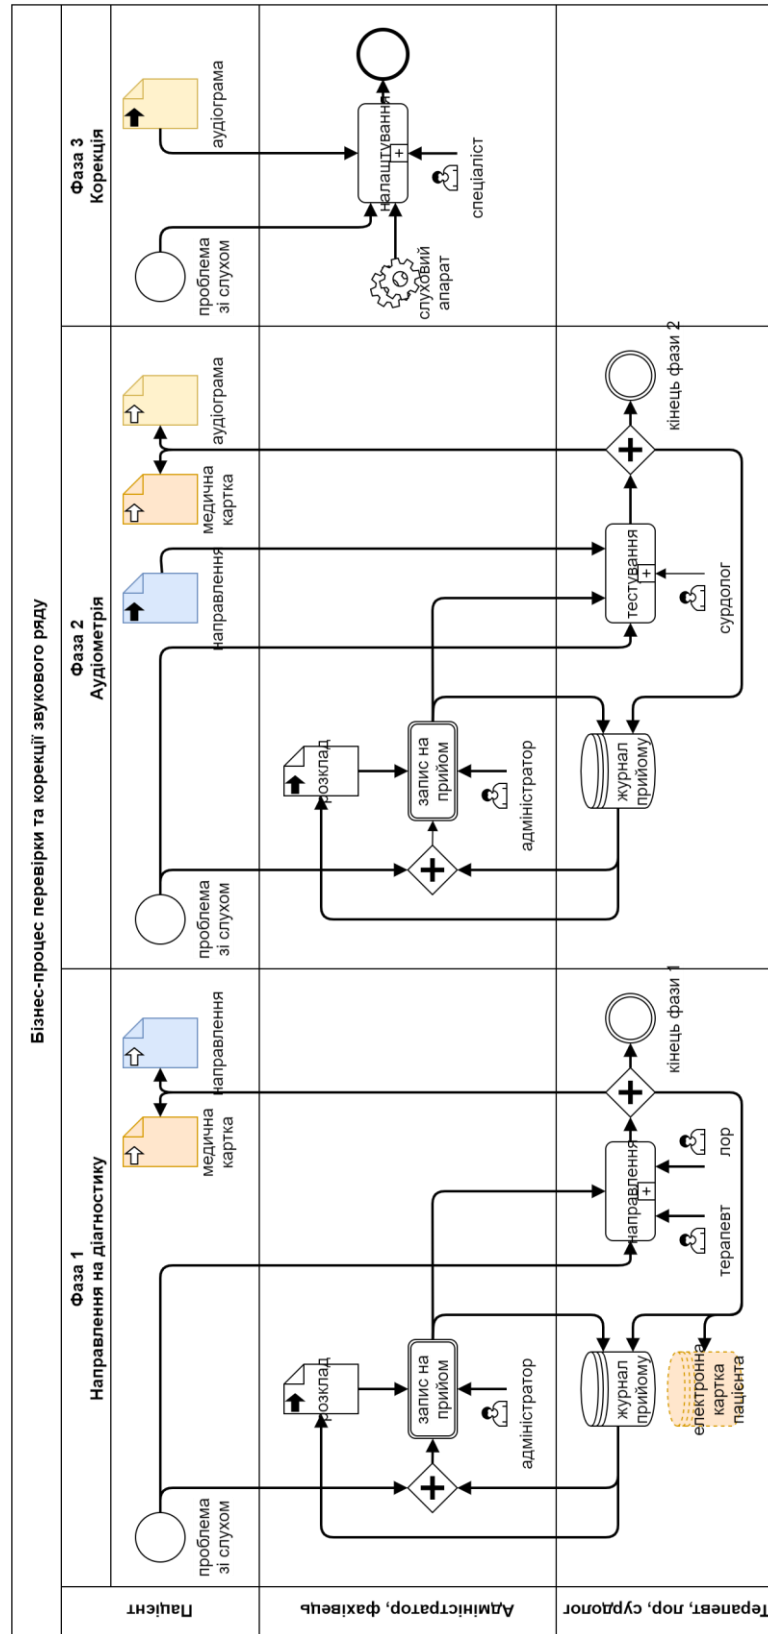 Бізнес-процес перевірки та корекції звукового ряду
Фаза 1
Направлення на діагностику
Фаза 2
Аудіометрія
Фаза 3
Корекція
Пацієнт
проблема
зі слухом
медична
картка
направлення
проблема
зі слухом
направлення
медична
картка
аудіограма
проблема
зі слухом
аудіограма
Адміністратор, фахівець
розклад
запис на
прийом
адміністратор
розклад
запис на
прийом
адміністратор
налаштування
слуховий
апарат
спеціаліст
Терапевт, лор, сурдолог
журнал
прийому
електронна
картка
пацієнта
направлення
терапевт
лор
кінець фази 1
журнал
прийому
тестування
сурдолог
кінець фази 2